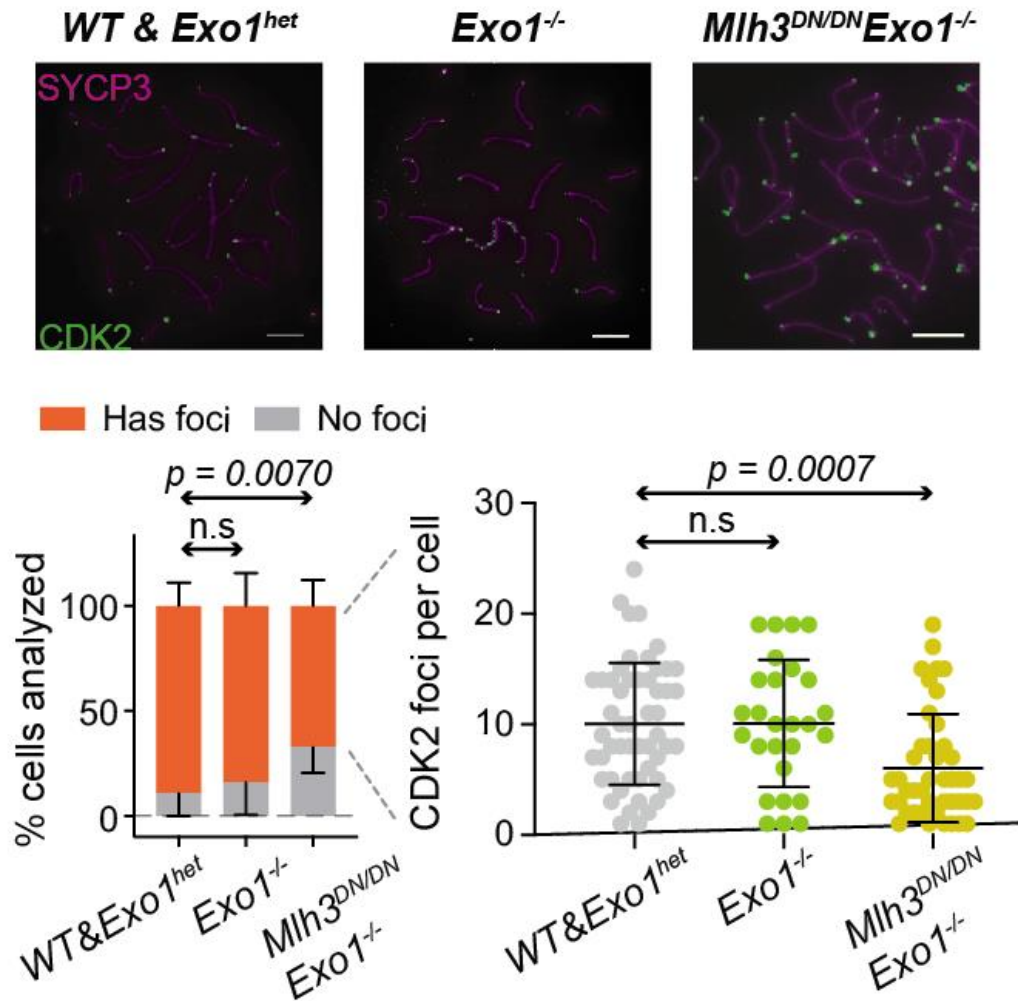 WT & Exo1het
Exo1-/-
Mlh3DN/DNExo1-/-
SYCP3
CDK2
Has foci
No foci
p = 0.0070
n.s
% cells analyzed
100
50
0
WT&Exo1het
Exo1-/-
Mlh3DN/DN
Exo1-/-
p = 0.0007
n.s
CDK2 foci per cell
30
20
10
0
WT&Exo1het
Exo1-/-
Mlh3DN/DN
Exo1-/-